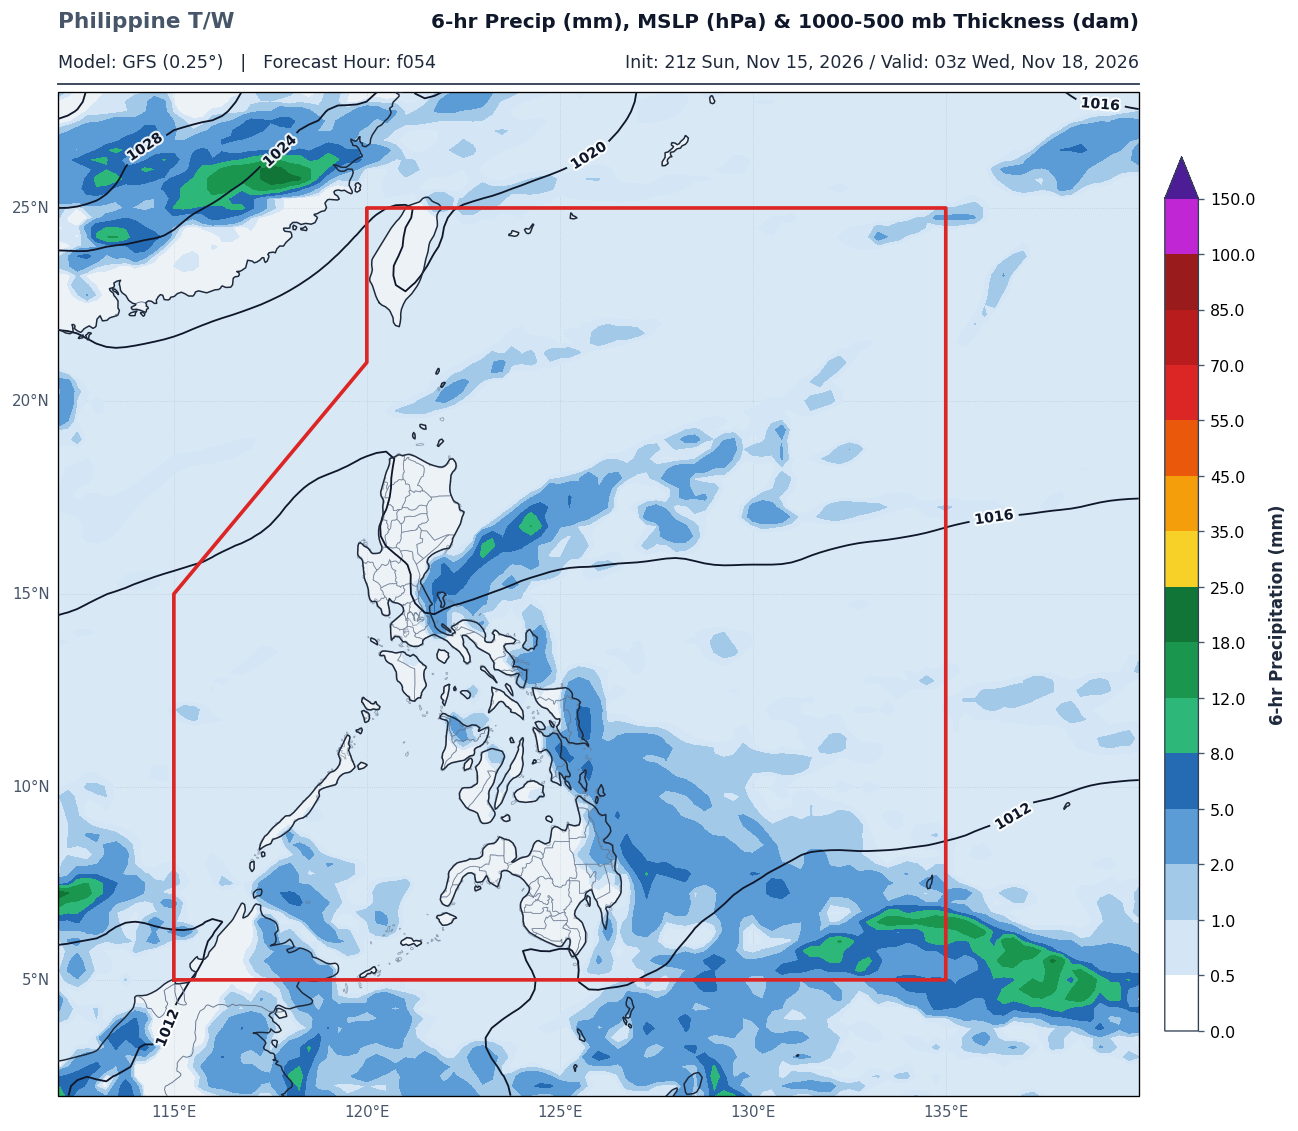 Philippine T/W
6-hr Precip (mm), MSLP (hPa) & 1000-500 mb Thickness (dam)
Model: GFS (0.25°)   |   Forecast Hour: f054
Init: 21z Sun, Nov 15, 2026 / Valid: 03z Wed, Nov 18, 2026
1016
1028
1024
1020
1016
1012
1012
25°N
20°N
15°N
10°N
5°N
115°E
120°E
125°E
130°E
135°E
150.0
100.0
85.0
70.0
55.0
45.0
35.0
25.0
18.0
12.0
8.0
5.0
2.0
1.0
0.5
0.0
6-hr Precipitation (mm)